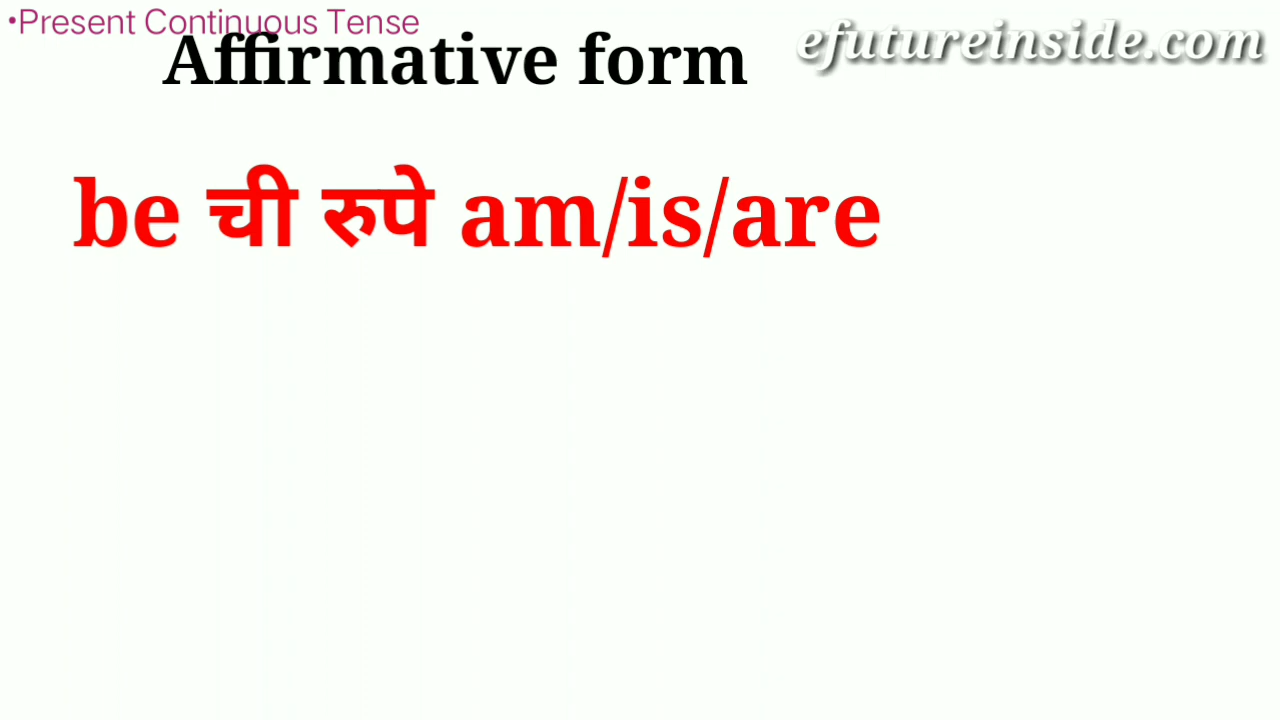 •Present Continuous Tense
Affirmative form
efutureinside.com
be ची रुपे am/is/are